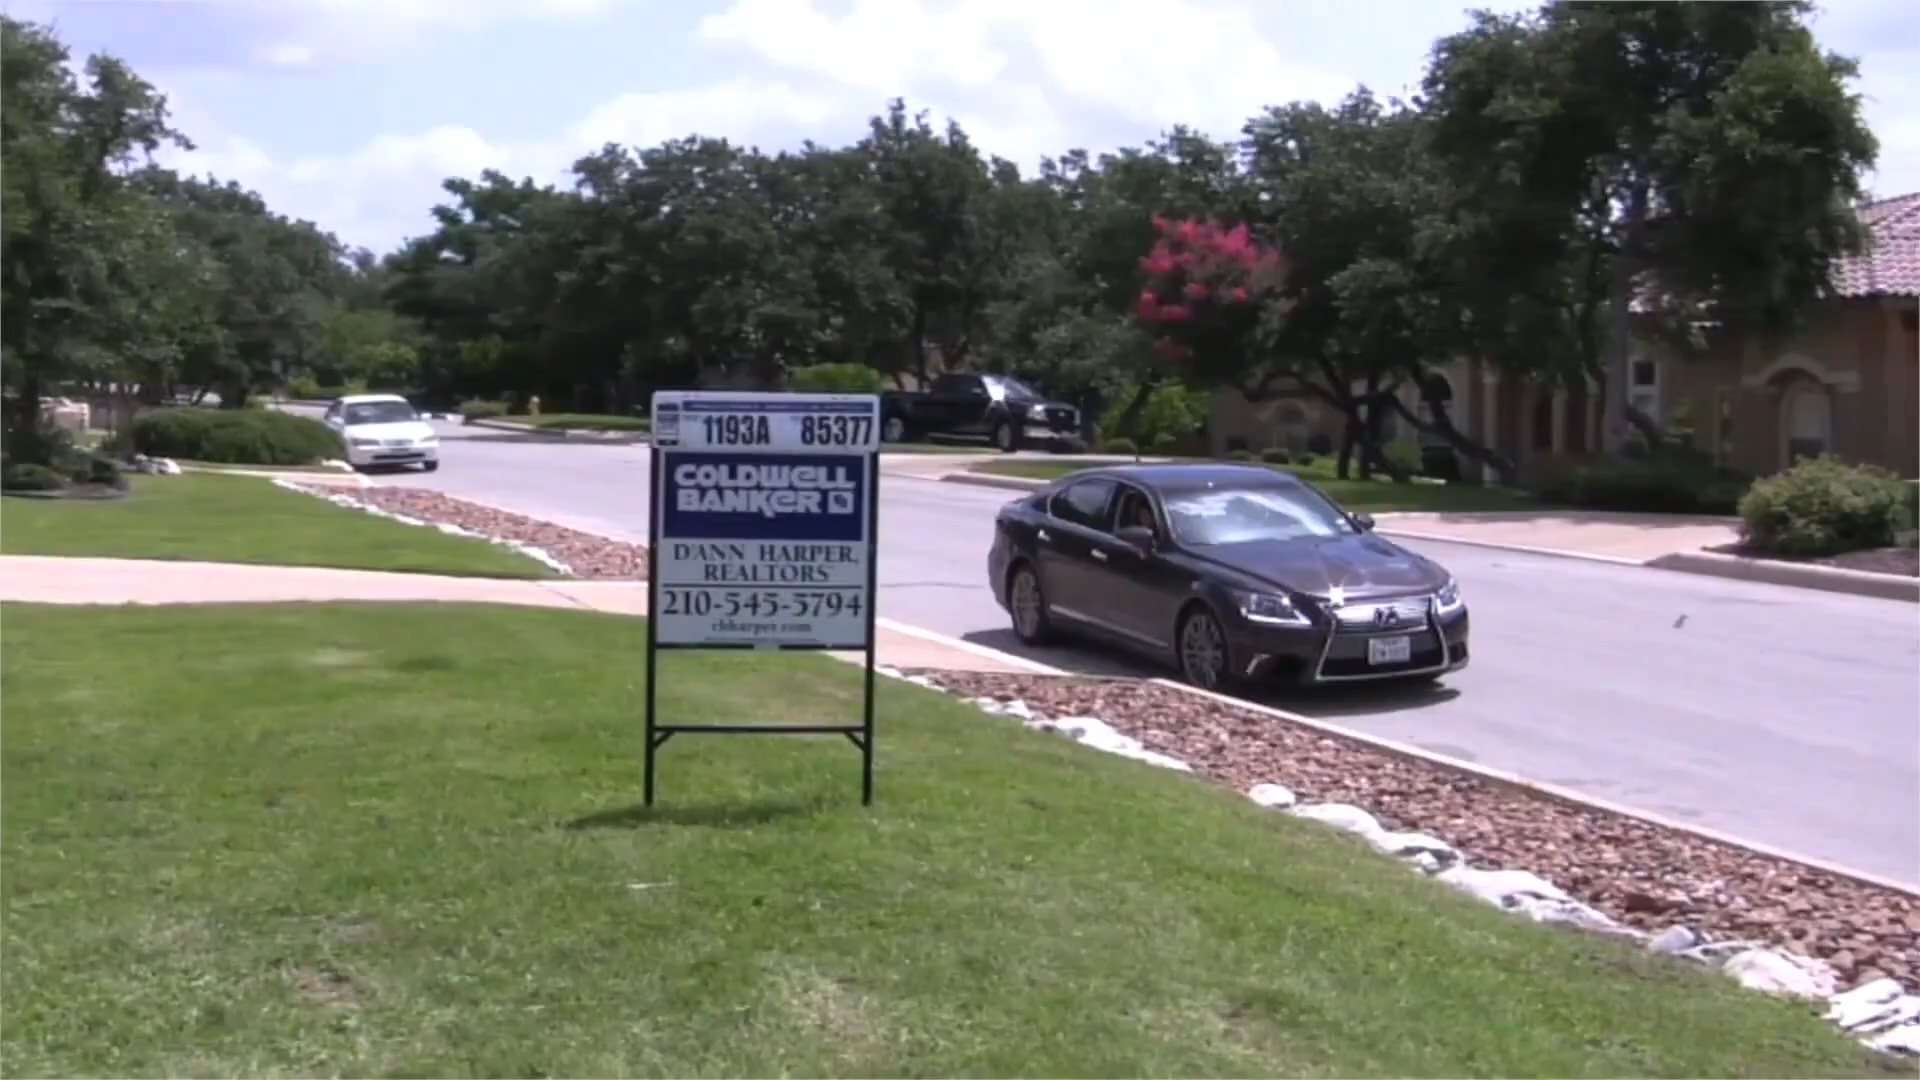 1193A 85377
COLDWELL
BANKER
D'ANN HARPER,
REALTORS
210-545-5794
cbharper.com